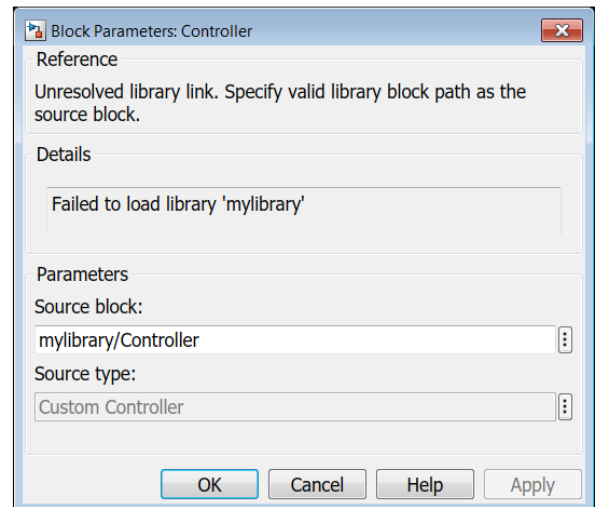 Block Parameters: Controller
Reference
Unresolved library link. Specify valid library block path as the
source block.
Details
Failed to load library 'mylibrary'
Parameters
Source block:
mylibrary/Controller
Source type:
Custom Controller
OK Cancel Help Apply